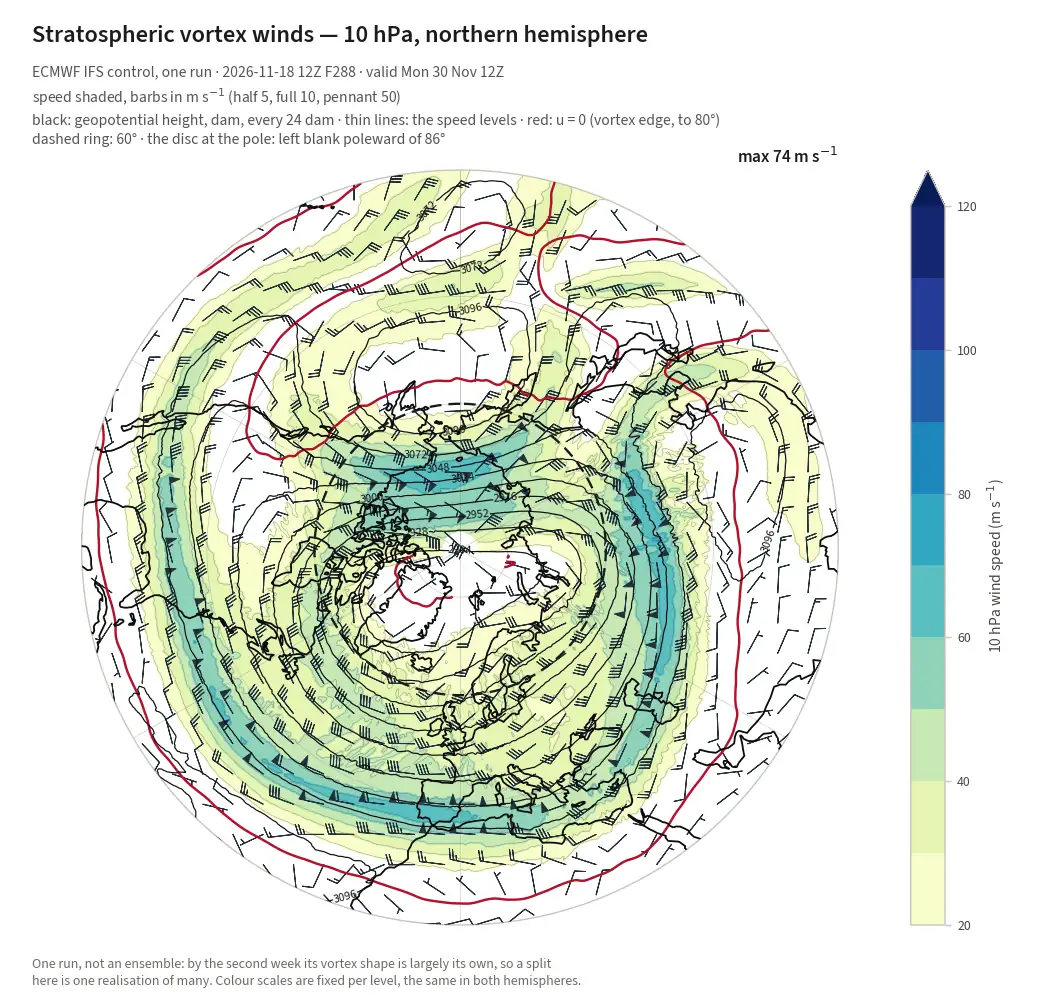 Stratospheric vortex winds — 10 hPa, northern hemisphere
ECMWF IFS control, one run · 2026-11-18 12Z F288 · valid Mon 30 Nov 12Z
speed shaded, barbs in m s⁻¹ (half 5, full 10, pennant 50)
black: geopotential height, dam, every 24 dam · thin lines: the speed levels · red: u = 0 (vortex edge, to 80°)
dashed ring: 60° · the disc at the pole: left blank poleward of 86°
max 74 m s⁻¹
120
100
80
60
40
20
10 hPa wind speed (m s⁻¹)
3072
3072
3096
3072
3048
2952
3096
3096
One run, not an ensemble: by the second week its vortex shape is largely its own, so a split
here is one realisation of many. Colour scales are fixed per level, the same in both hemispheres.